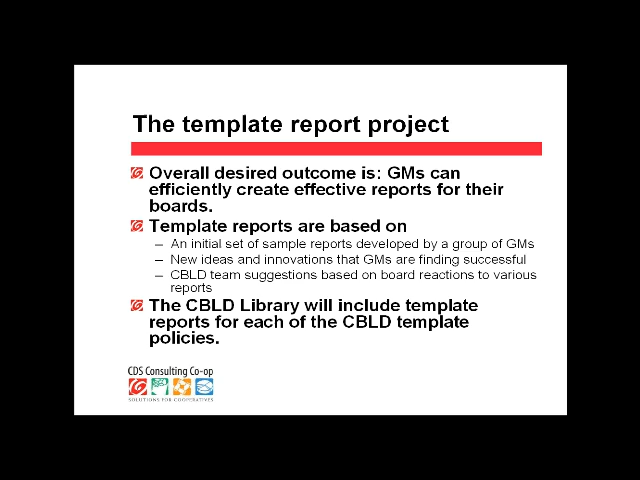 The template report project
Overall desired outcome is: GMs can
efficiently create effective reports for their
boards.
Template reports are based on
– An initial set of sample reports developed by a group of GMs
– New ideas and innovations that GMs are finding successful
– CBLD team suggestions based on board reactions to various
reports
The CBLD Library will include template
reports for each of the CBLD template
policies.
CDS Consulting Co-op
SOLUTIONS FOR COOPERATIVES